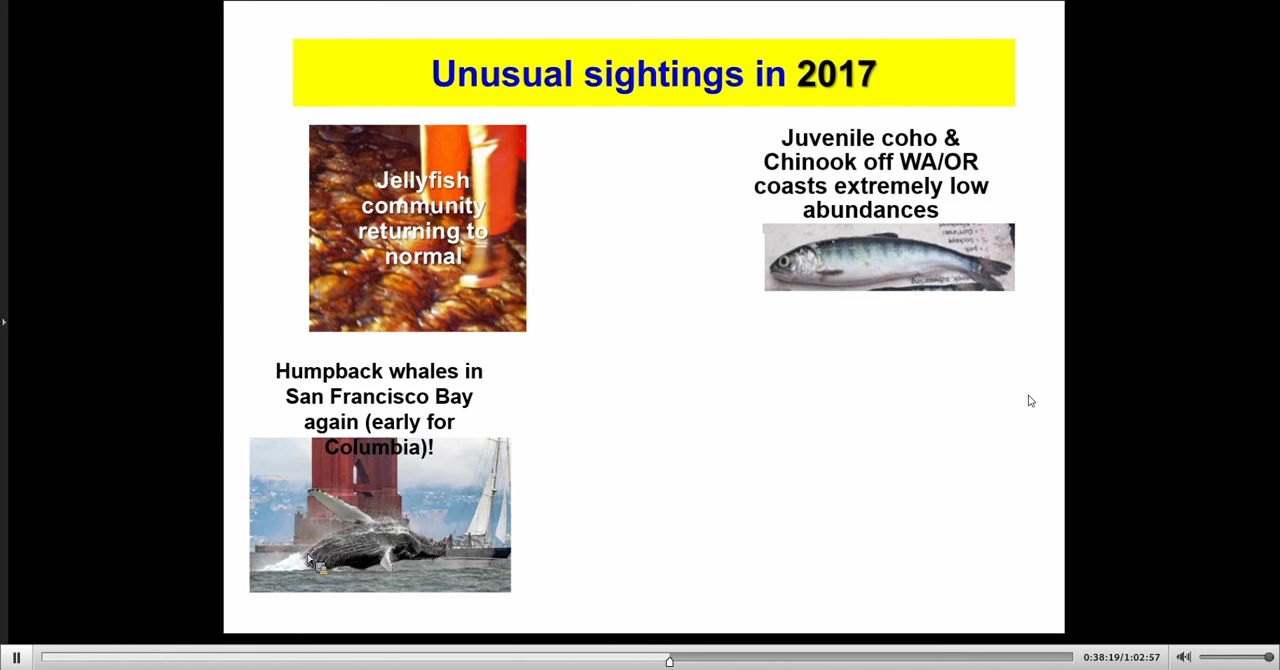 Unusual sightings in 2017
Jellyfish
community
returning to
normal
Juvenile coho &
Chinook off WA/OR
coasts extremely low
abundances
Humpback whales in
San Francisco Bay
again (early for
Columbia)!
0:38:19/1:02:57